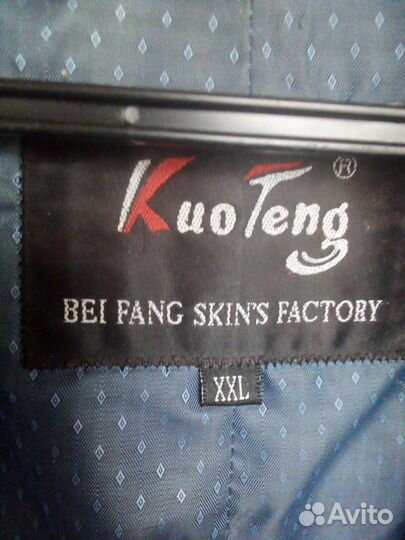 KuoTeng ®
BEI FANG SKIN'S FACTORY
XXL
Avito